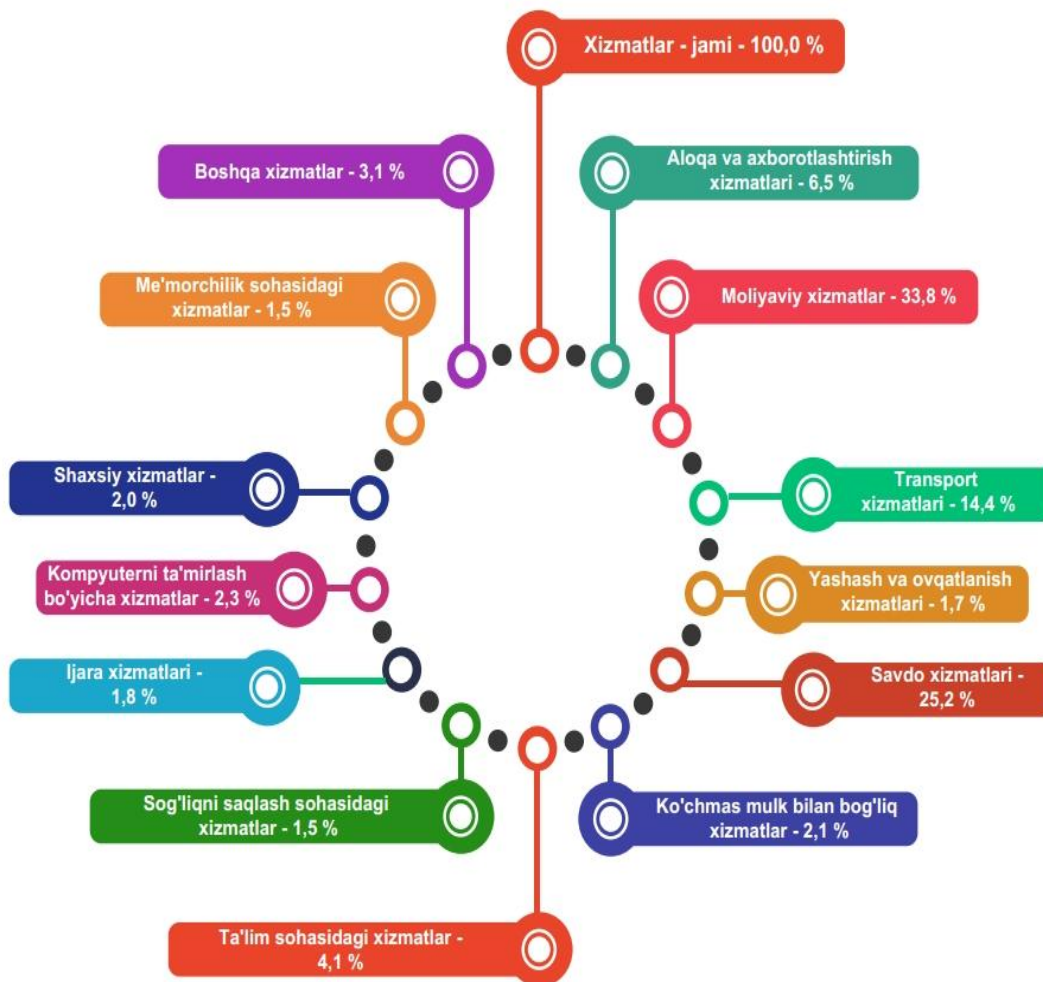 Xizmatlar - jami - 100,0 %
Aloqa va axborotlashtirish
xizmatlari - 6,5 %
Moliyaviy xizmatlar - 33,8 %
Transport
xizmatlari - 14,4 %
Yashash va ovqatlanish
xizmatlari - 1,7 %
Savdo xizmatlari -
25,2 %
Ko'chmas mulk bilan bog'liq
xizmatlar - 2,1 %
Ta'lim sohasidagi xizmatlar -
4,1 %
Sog'liqni saqlash sohasidagi
xizmatlar - 1,5 %
Ijara xizmatlari -
1,8 %
Kompyuterni ta'mirlash
bo'yicha xizmatlar - 2,3 %
Shaxsiy xizmatlar -
2,0 %
Me'morchilik sohasidagi
xizmatlar - 1,5 %
Boshqa xizmatlar - 3,1 %